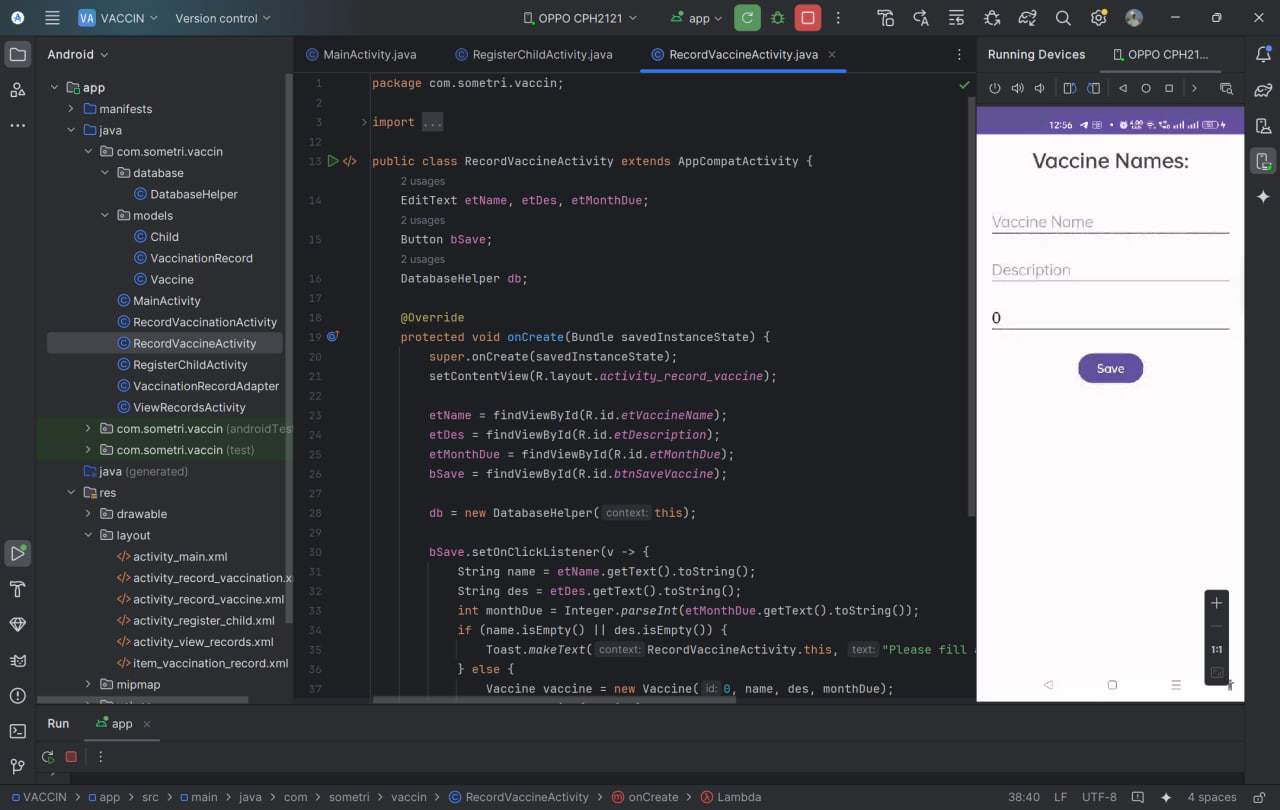 VA VACCIN Version control OPPO CPH2121 app
Android
MainActivity.java RegisterChildActivity.java RecordVaccineActivity.java
Running Devices OPPO CPH21...
app
manifests
java
com.sometri.vaccin
database
DatabaseHelper
models
Child
VaccinationRecord
Vaccine
MainActivity
RecordVaccinationActivity
RecordVaccineActivity
RegisterChildActivity
VaccinationRecordAdapter
ViewRecordsActivity
com.sometri.vaccin (androidTes
com.sometri.vaccin (test)
java (generated)
res
drawable
layout
activity_main.xml
activity_record_vaccination.x
activity_record_vaccine.xml
activity_register_child.xml
activity_view_records.xml
item_vaccination_record.xml
mipmap
1 package com.sometri.vaccin;
2
3 import ...
12
13 public class RecordVaccineActivity extends AppCompatActivity {
2 usages
14 EditText etName, etDes, etMonthDue;
2 usages
15 Button bSave;
2 usages
16 DatabaseHelper db;
17
18 @Override
19 protected void onCreate(Bundle savedInstanceState) {
20 super.onCreate(savedInstanceState);
21 setContentView(R.layout.activity_record_vaccine);
22
23 etName = findViewById(R.id.etVaccineName);
24 etDes = findViewById(R.id.etDescription);
25 etMonthDue = findViewById(R.id.etMonthDue);
26 bSave = findViewById(R.id.btnSaveVaccine);
27
28 db = new DatabaseHelper( context: this);
29
30 bSave.setOnClickListener(v -> {
31 String name = etName.getText().toString();
32 String des = etDes.getText().toString();
33 int monthDue = Integer.parseInt(etMonthDue.getText().toString());
34 if (name.isEmpty() || des.isEmpty()) {
35 Toast.makeText( context: RecordVaccineActivity.this, text: "Please fill
36 } else {
37 Vaccine vaccine = new Vaccine( id: 0, name, des, monthDue);
12:56
Vaccine Names:
Vaccine Name
Description
0
Save
1:1
Run app
VACCIN > app > src > main > java > com > sometri > vaccin > RecordVaccineActivity > onCreate > Lambda
38:40 LF UTF-8 4 spaces